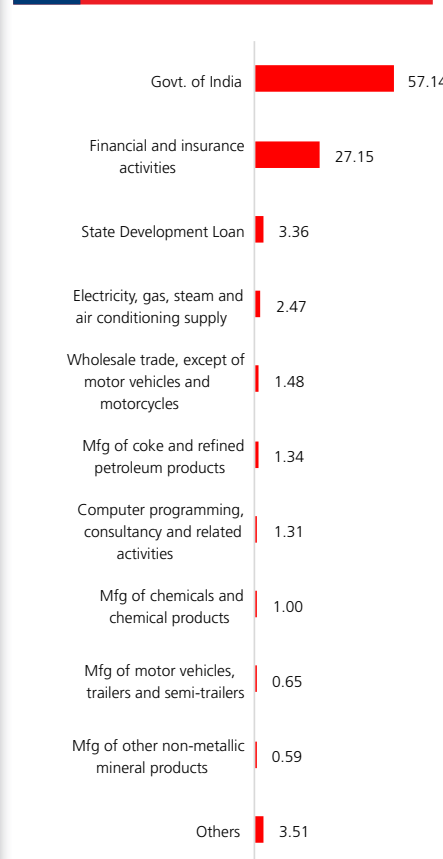 Govt. of India 57.14
Financial and insurance
activities
27.15
State Development Loan 3.36
Electricity, gas, steam and
air conditioning supply
2.47
Wholesale trade, except of
motor vehicles and
motorcycles
1.48
Mfg of coke and refined
petroleum products
1.34
Computer programming,
consultancy and related
activities
1.31
Mfg of chemicals and
chemical products
1.00
Mfg of motor vehicles,
trailers and semi-trailers
0.65
Mfg of other non-metallic
mineral products
0.59
Others 3.51